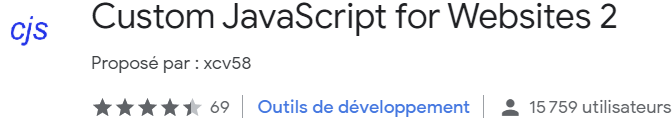 cjs
Custom JavaScript for Websites 2
Proposé par : xcv58
69 Outils de développement 15 759 utilisateurs